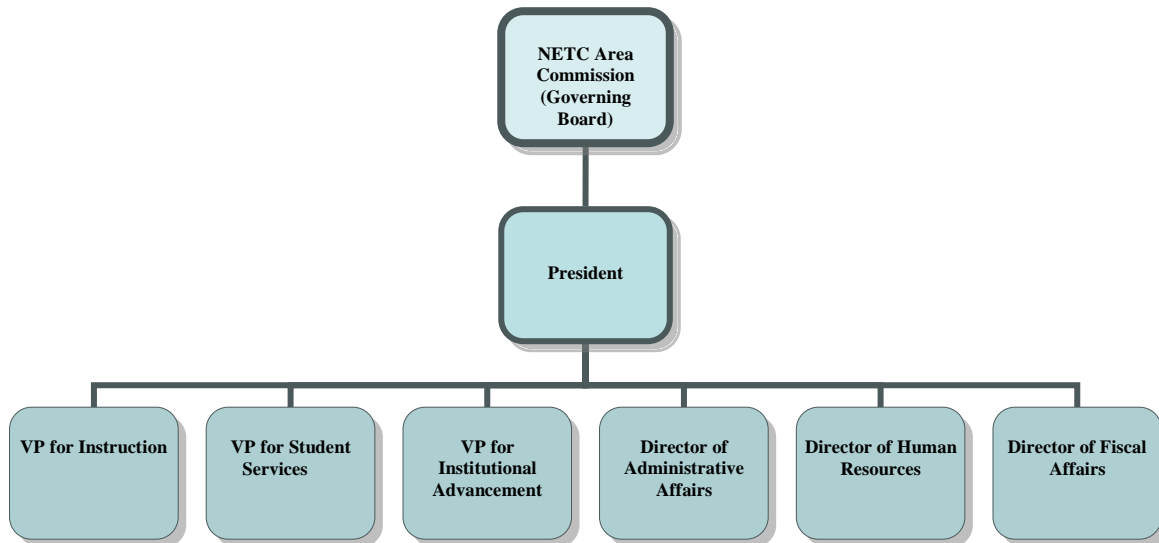 NETC Area
Commission
(Governing
Board)
President
VP for Instruction
VP for Student
Services
VP for
Institutional
Advancement
Director of
Administrative
Affairs
Director of Human
Resources
Director of Fiscal
Affairs